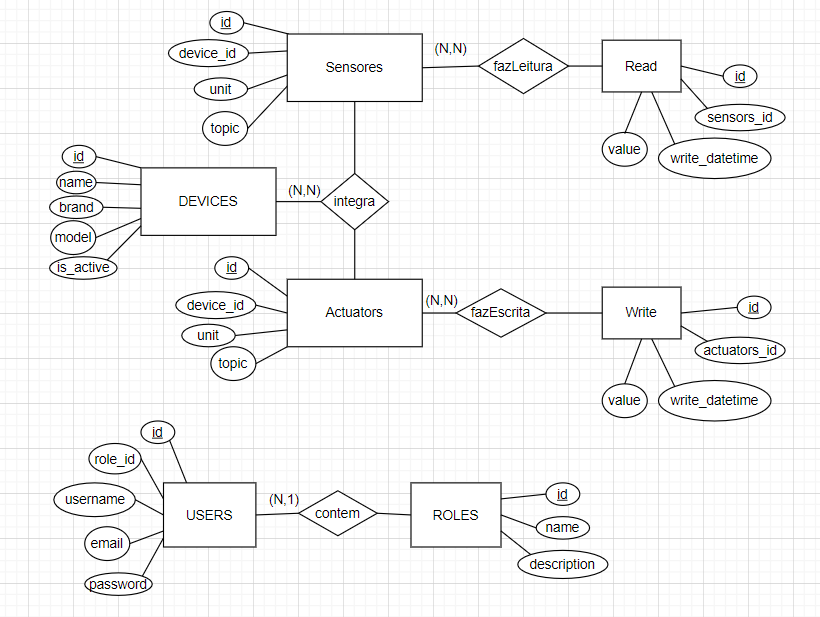 id
device_id
unit
topic
Sensores
(N,N)
fazLeitura
Read
id
sensors_id
value
write_datetime
id
name
brand
model
is_active
DEVICES
(N,N)
integra
id
device_id
unit
topic
Actuators
(N,N)
fazEscrita
Write
id
actuators_id
value
write_datetime
id
role_id
username
email
password
USERS
(N,1)
contem
ROLES
id
name
description